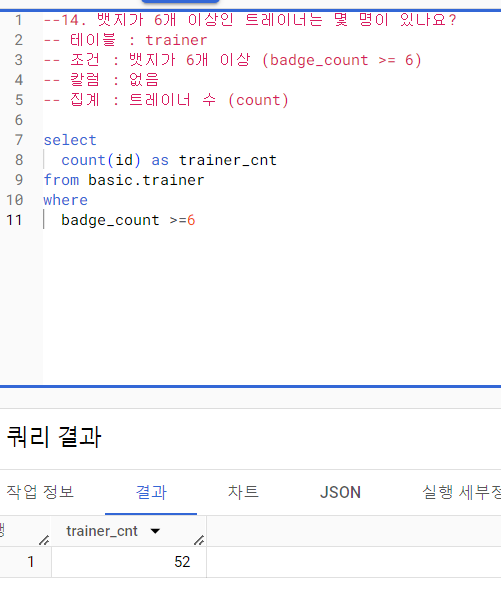 1 --14. 뱃지가 6개 이상인 트레이너는 몇 명이 있나요?
2 -- 테이블 : trainer
3 -- 조건 : 뱃지가 6개 이상 (badge_count >= 6)
4 -- 칼럼 : 없음
5 -- 집계 : 트레이너 수 (count)
6
7 select
8 count(id) as trainer_cnt
9 from basic.trainer
10 where
11 badge_count >=6
쿼리 결과
작업 정보 결과 차트 JSON 실행 세부정
행 trainer_cnt
1 52